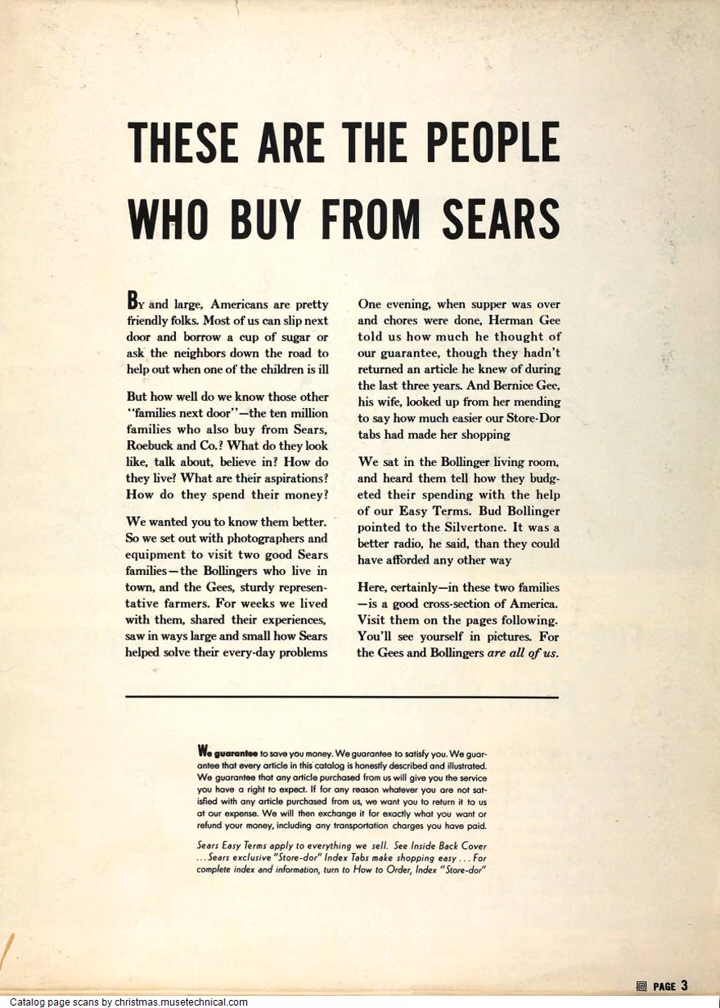 THESE ARE THE PEOPLE
WHO BUY FROM SEARS
By and large, Americans are pretty
friendly folks. Most of us can slip next
door and borrow a cup of sugar or
ask the neighbors down the road to
help out when one of the children is ill
But how well do we know those other
"families next door"—the ten million
families who also buy from Sears,
Roebuck and Co.? What do they look
like, talk about, believe in? How do
they live? What are their aspirations?
How do they spend their money?
We wanted you to know them better.
So we set out with photographers and
equipment to visit two good Sears
families—the Bollingers who live in
town, and the Gees, sturdy represen-
tative farmers. For weeks we lived
with them, shared their experiences,
saw in ways large and small how Sears
helped solve their every-day problems
One evening, when supper was over
and chores were done, Herman Gee
told us how much he thought of
our guarantee, though they hadn't
returned an article he knew of during
the last three years. And Bernice Gee,
his wife, looked up from her mending
to say how much easier our Store-Dor
tabs had made her shopping
We sat in the Bollinger living room,
and heard them tell how they budg-
eted their spending with the help
of our Easy Terms. Bud Bollinger
pointed to the Silvertone. It was a
better radio, he said, than they could
have afforded any other way
Here, certainly—in these two families
—is a good cross-section of America.
Visit them on the pages following.
You'll see yourself in pictures. For
the Gees and Bollingers are all of us.
We guarantee to save you money. We guarantee to satisfy you. We guar-
antee that every article in this catalog is honestly described and illustrated.
We guarantee that any article purchased from us will give you the service
you have a right to expect. If for any reason whatever you are not sat-
isfied with any article purchased from us, we want you to return it to us
at our expense. We will then exchange it for exactly what you want or
refund your money, including any transportation charges you have paid.
Sears Easy Terms apply to everything we sell. See Inside Back Cover
...Sears exclusive "Store-dor" Index Tabs make shopping easy...For
complete index and information, turn to How to Order, Index "Store-dor"
PAGE 3
Catalog page scans by christmas.musetechnical.com